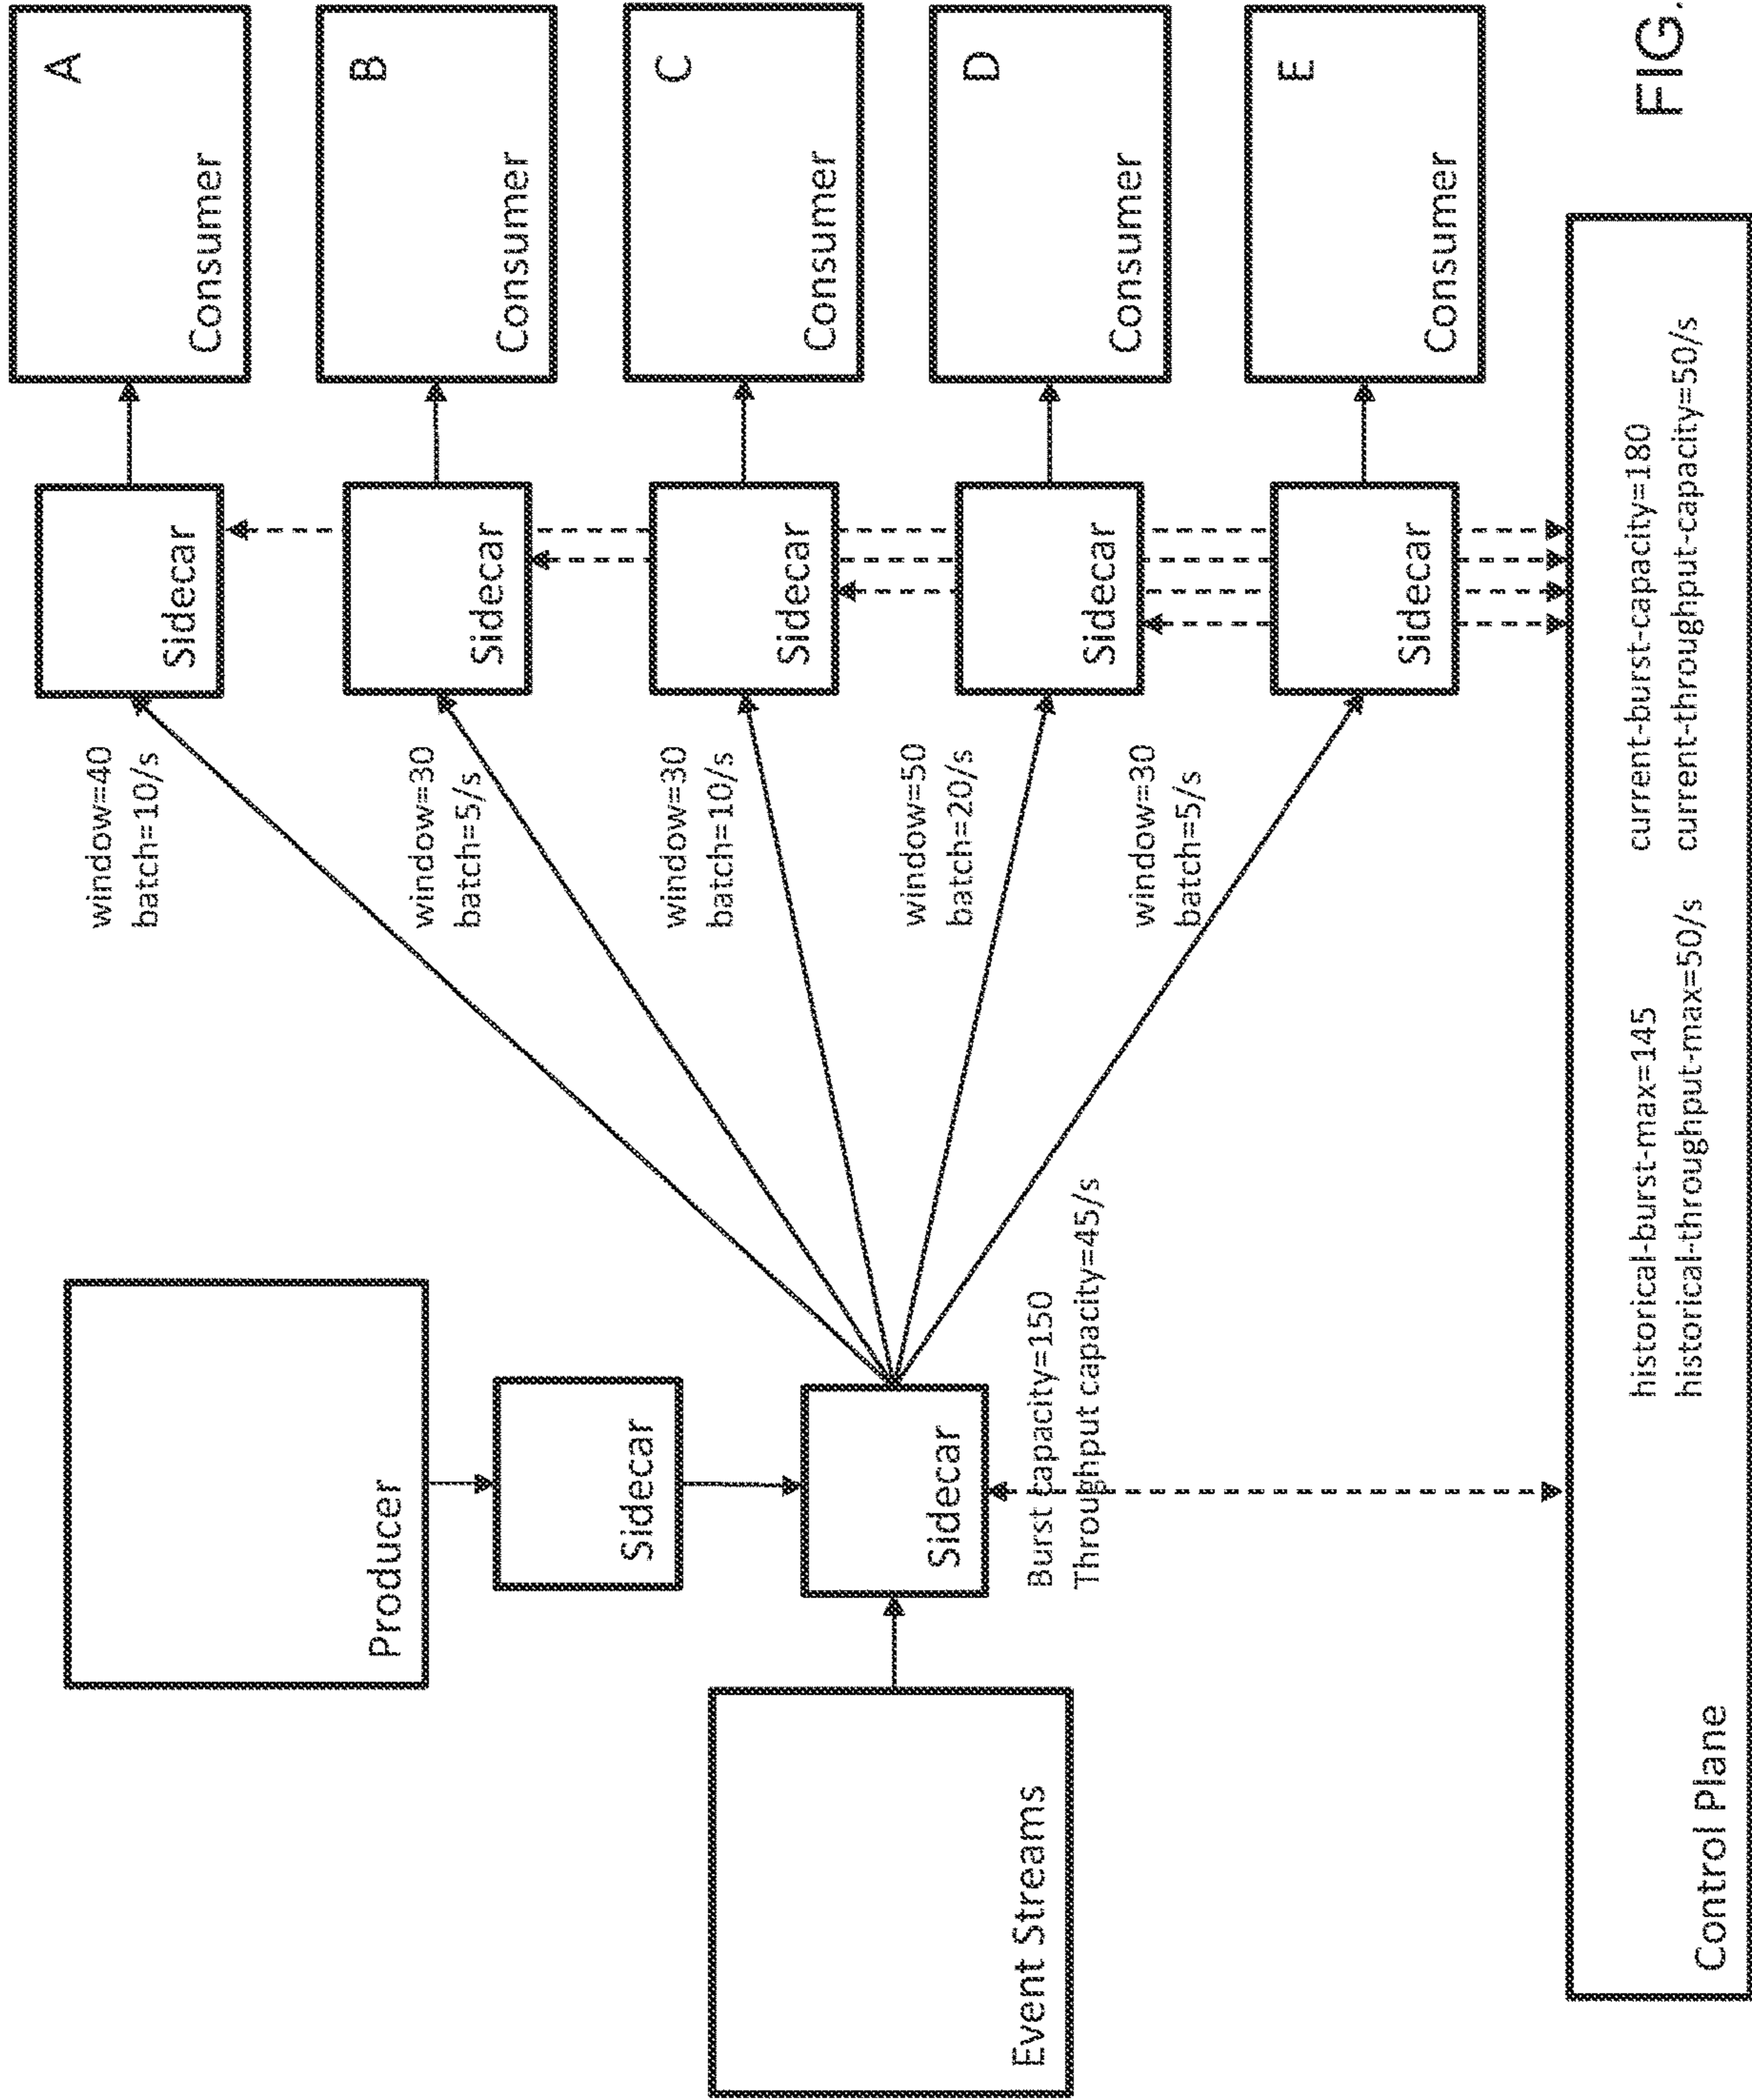 Producer
Sidecar
Event Streams
Sidecar
Burst capacity=150
Throughput capacity=45/s
window=40
batch=10/s
Sidecar
A
Consumer
window=30
batch=5/s
Sidecar
B
Consumer
window=30
batch=10/s
Sidecar
C
Consumer
window=50
batch=20/s
Sidecar
D
Consumer
window=30
batch=5/s
Sidecar
E
Consumer
Control Plane
historical-burst-max=145
historical-throughput-max=50/s
current-burst-capacity=180
current-throughput-capacity=50/s
FIG.